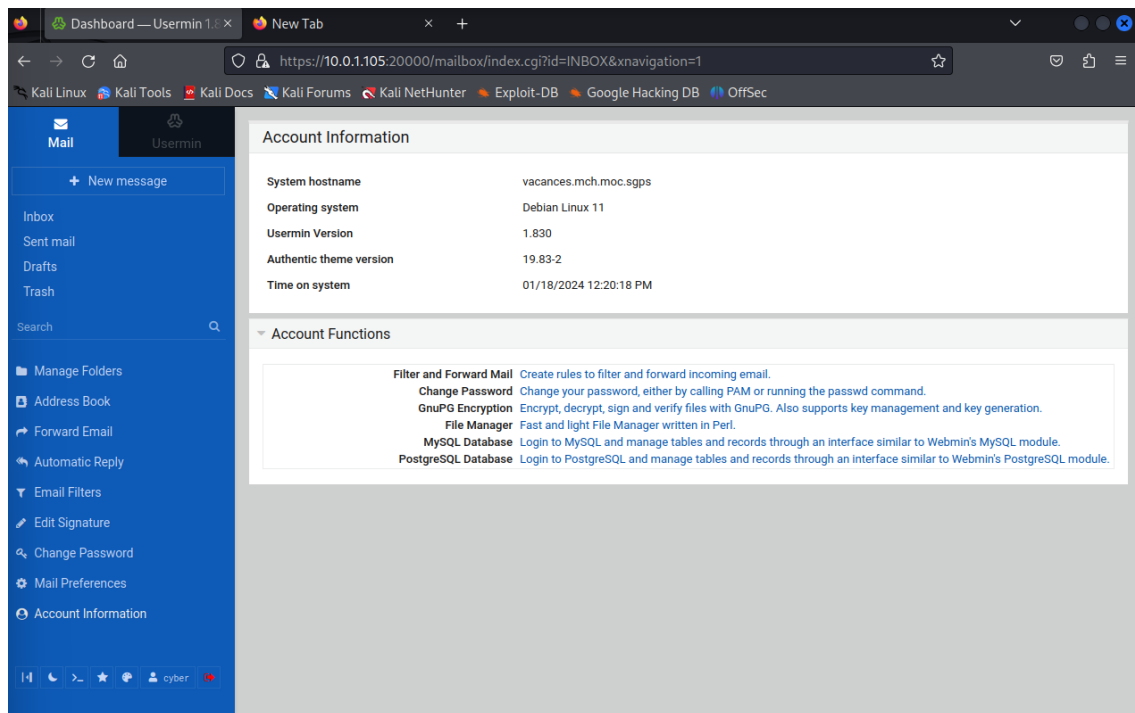 Dashboard — Usermin 1.8
New Tab
https://10.0.1.105:20000/mailbox/index.cgi?id=INBOX&xnavigation=1
Kali Linux Kali Tools Kali Docs Kali Forums Kali NetHunter Exploit-DB Google Hacking DB OffSec
Mail
Usermin
New message
Inbox
Sent mail
Drafts
Trash
Search
Manage Folders
Address Book
Forward Email
Automatic Reply
Email Filters
Edit Signature
Change Password
Mail Preferences
Account Information
cyber
Account Information
System hostname vacances.mch.moc.sgps
Operating system Debian Linux 11
Usermin Version 1.830
Authentic theme version 19.83-2
Time on system 01/18/2024 12:20:18 PM
Account Functions
Filter and Forward Mail Create rules to filter and forward incoming email.
Change Password Change your password, either by calling PAM or running the passwd command.
GnuPG Encryption Encrypt, decrypt, sign and verify files with GnuPG. Also supports key management and key generation.
File Manager Fast and light File Manager written in Perl.
MySQL Database Login to MySQL and manage tables and records through an interface similar to Webmin's MySQL module.
PostgreSQL Database Login to PostgreSQL and manage tables and records through an interface similar to Webmin's PostgreSQL module.